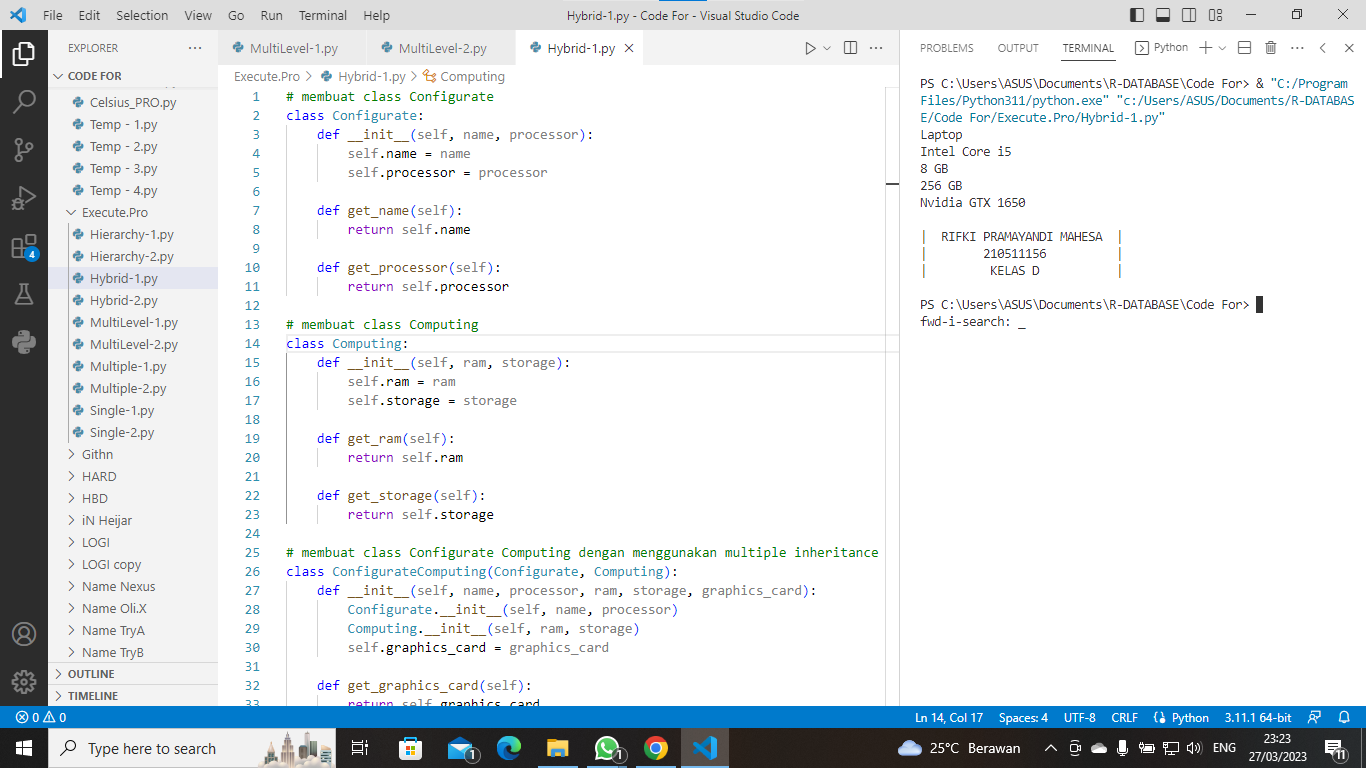 File Edit Selection View Go Run Terminal Help
Hybrid-1.py - Code For - Visual Studio Code
EXPLORER
CODE FOR
Celsius_PRO.py
Temp - 1.py
Temp - 2.py
Temp - 3.py
Temp - 4.py
Execute.Pro
Hierarchy-1.py
Hierarchy-2.py
Hybrid-1.py
Hybrid-2.py
MultiLevel-1.py
MultiLevel-2.py
Multiple-1.py
Multiple-2.py
Single-1.py
Single-2.py
Githn
HARD
HBD
iN Heijar
LOGI
LOGI copy
Name Nexus
Name Oli.X
Name TryA
Name TryB
OUTLINE
TIMELINE
4
MultiLevel-1.py MultiLevel-2.py Hybrid-1.py
Execute.Pro > Hybrid-1.py > Computing
1 # membuat class Configurate
2 class Configurate:
3 def __init__(self, name, processor):
4 self.name = name
5 self.processor = processor
6
7 def get_name(self):
8 return self.name
9
10 def get_processor(self):
11 return self.processor
12
13 # membuat class Computing
14 class Computing:
15 def __init__(self, ram, storage):
16 self.ram = ram
17 self.storage = storage
18
19 def get_ram(self):
20 return self.ram
21
22 def get_storage(self):
23 return self.storage
24
25 # membuat class Configurate Computing dengan menggunakan multiple inheritance
26 class ConfigurateComputing(Configurate, Computing):
27 def __init__(self, name, processor, ram, storage, graphics_card):
28 Configurate.__init__(self, name, processor)
29 Computing.__init__(self, ram, storage)
30 self.graphics_card = graphics_card
31
32 def get_graphics_card(self):
33 return self.graphics_card
PROBLEMS OUTPUT TERMINAL Python
PS C:\Users\ASUS\Documents\R-DATABASE\Code For> & "C:/Program
Files/Python311/python.exe" "c:/Users/ASUS/Documents/R-DATABAS
E/Code For/Execute.Pro/Hybrid-1.py"
Laptop
Intel Core i5
8 GB
256 GB
Nvidia GTX 1650
| RIFKI PRAMAYANDI MAHESA |
| 210511156 |
| KELAS D |
PS C:\Users\ASUS\Documents\R-DATABASE\Code For>
fwd-i-search: _
0 0
Ln 14, Col 17 Spaces: 4 UTF-8 CRLF Python 3.11.1 64-bit
Type here to search
1
1
25°C Berawan
ENG
23:23
27/03/2023
11